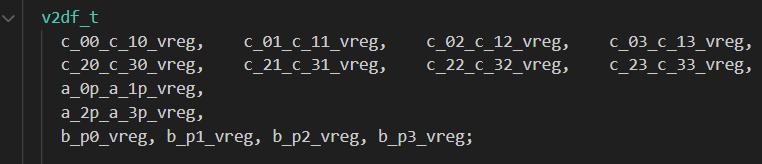 v2df_t
c_00_c_10_vreg, c_01_c_11_vreg, c_02_c_12_vreg, c_03_c_13_vreg,
c_20_c_30_vreg, c_21_c_31_vreg, c_22_c_32_vreg, c_23_c_33_vreg,
a_0p_a_1p_vreg,
a_2p_a_3p_vreg,
b_p0_vreg, b_p1_vreg, b_p2_vreg, b_p3_vreg;